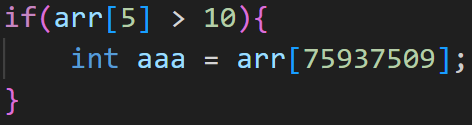 if(arr[5] > 10){
    int aaa = arr[75937509];
}